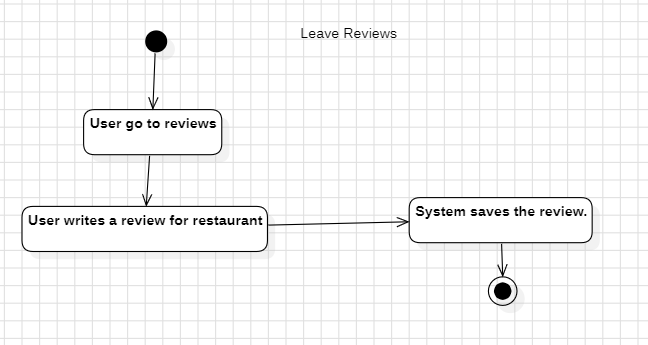 Leave Reviews
User go to reviews
User writes a review for restaurant
System saves the review.